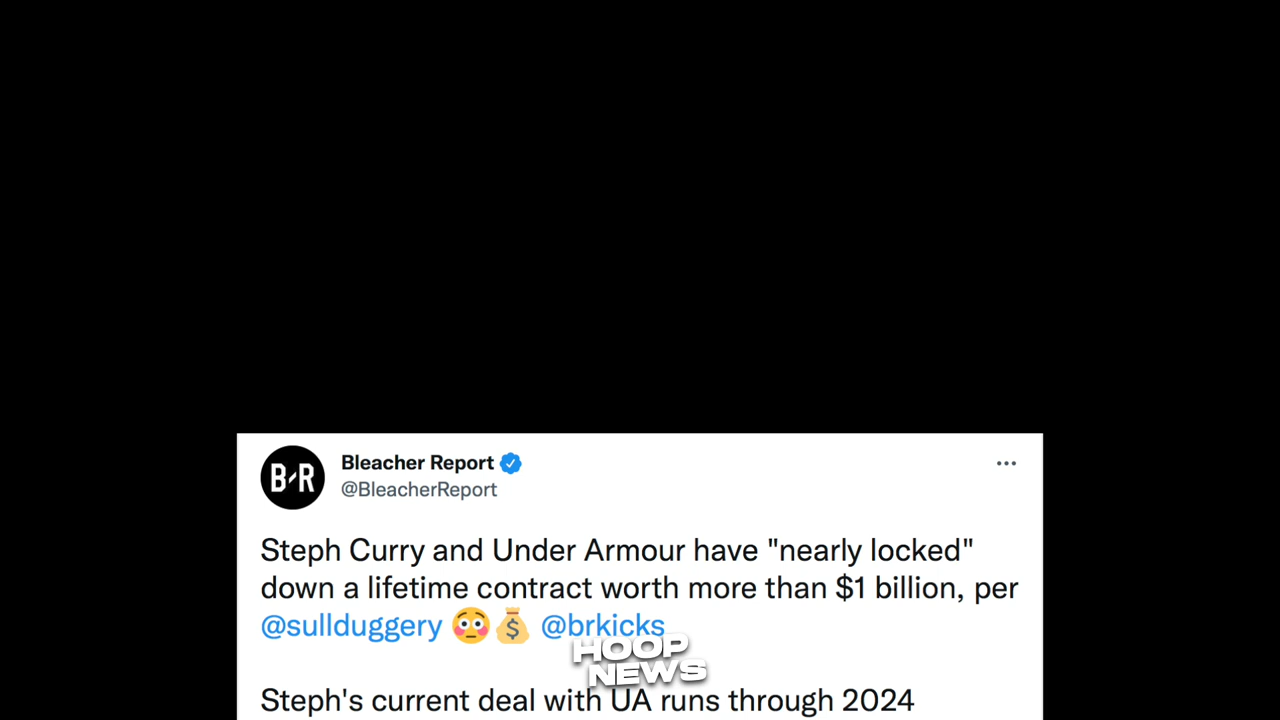 B/R
Bleacher Report
@BleacherReport
Steph Curry and Under Armour have "nearly locked"
down a lifetime contract worth more than $1 billion, per
@sullduggery 😳💰 @brkicks
HOOP
NEWS
Steph's current deal with UA runs through 2024